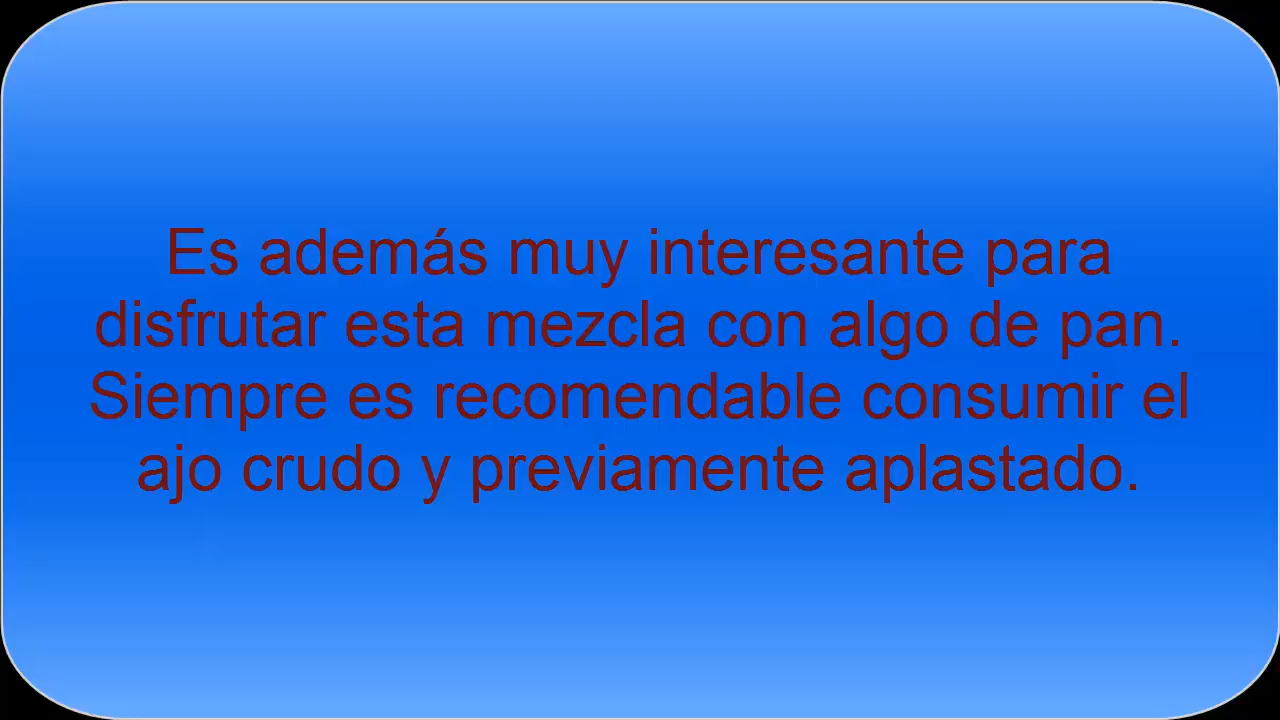 Es además muy interesante para
disfrutar esta mezcla con algo de pan.
Siempre es recomendable consumir el
ajo crudo y previamente aplastado.